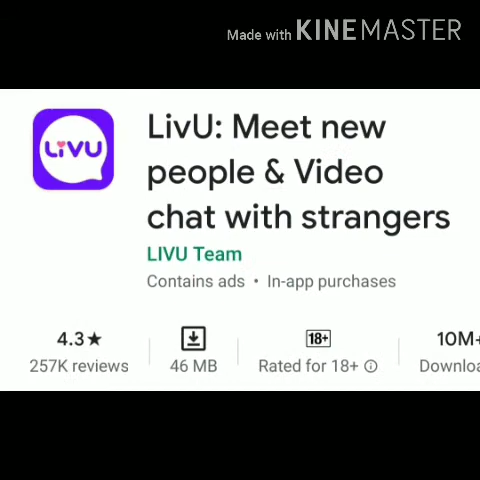 Made with KINEMASTER
LivU: Meet new
people & Video
chat with strangers
LIVU Team
Contains ads • In-app purchases
LivU
4.3★
257K reviews
46 MB
18+
Rated for 18+
10M+
Downloa